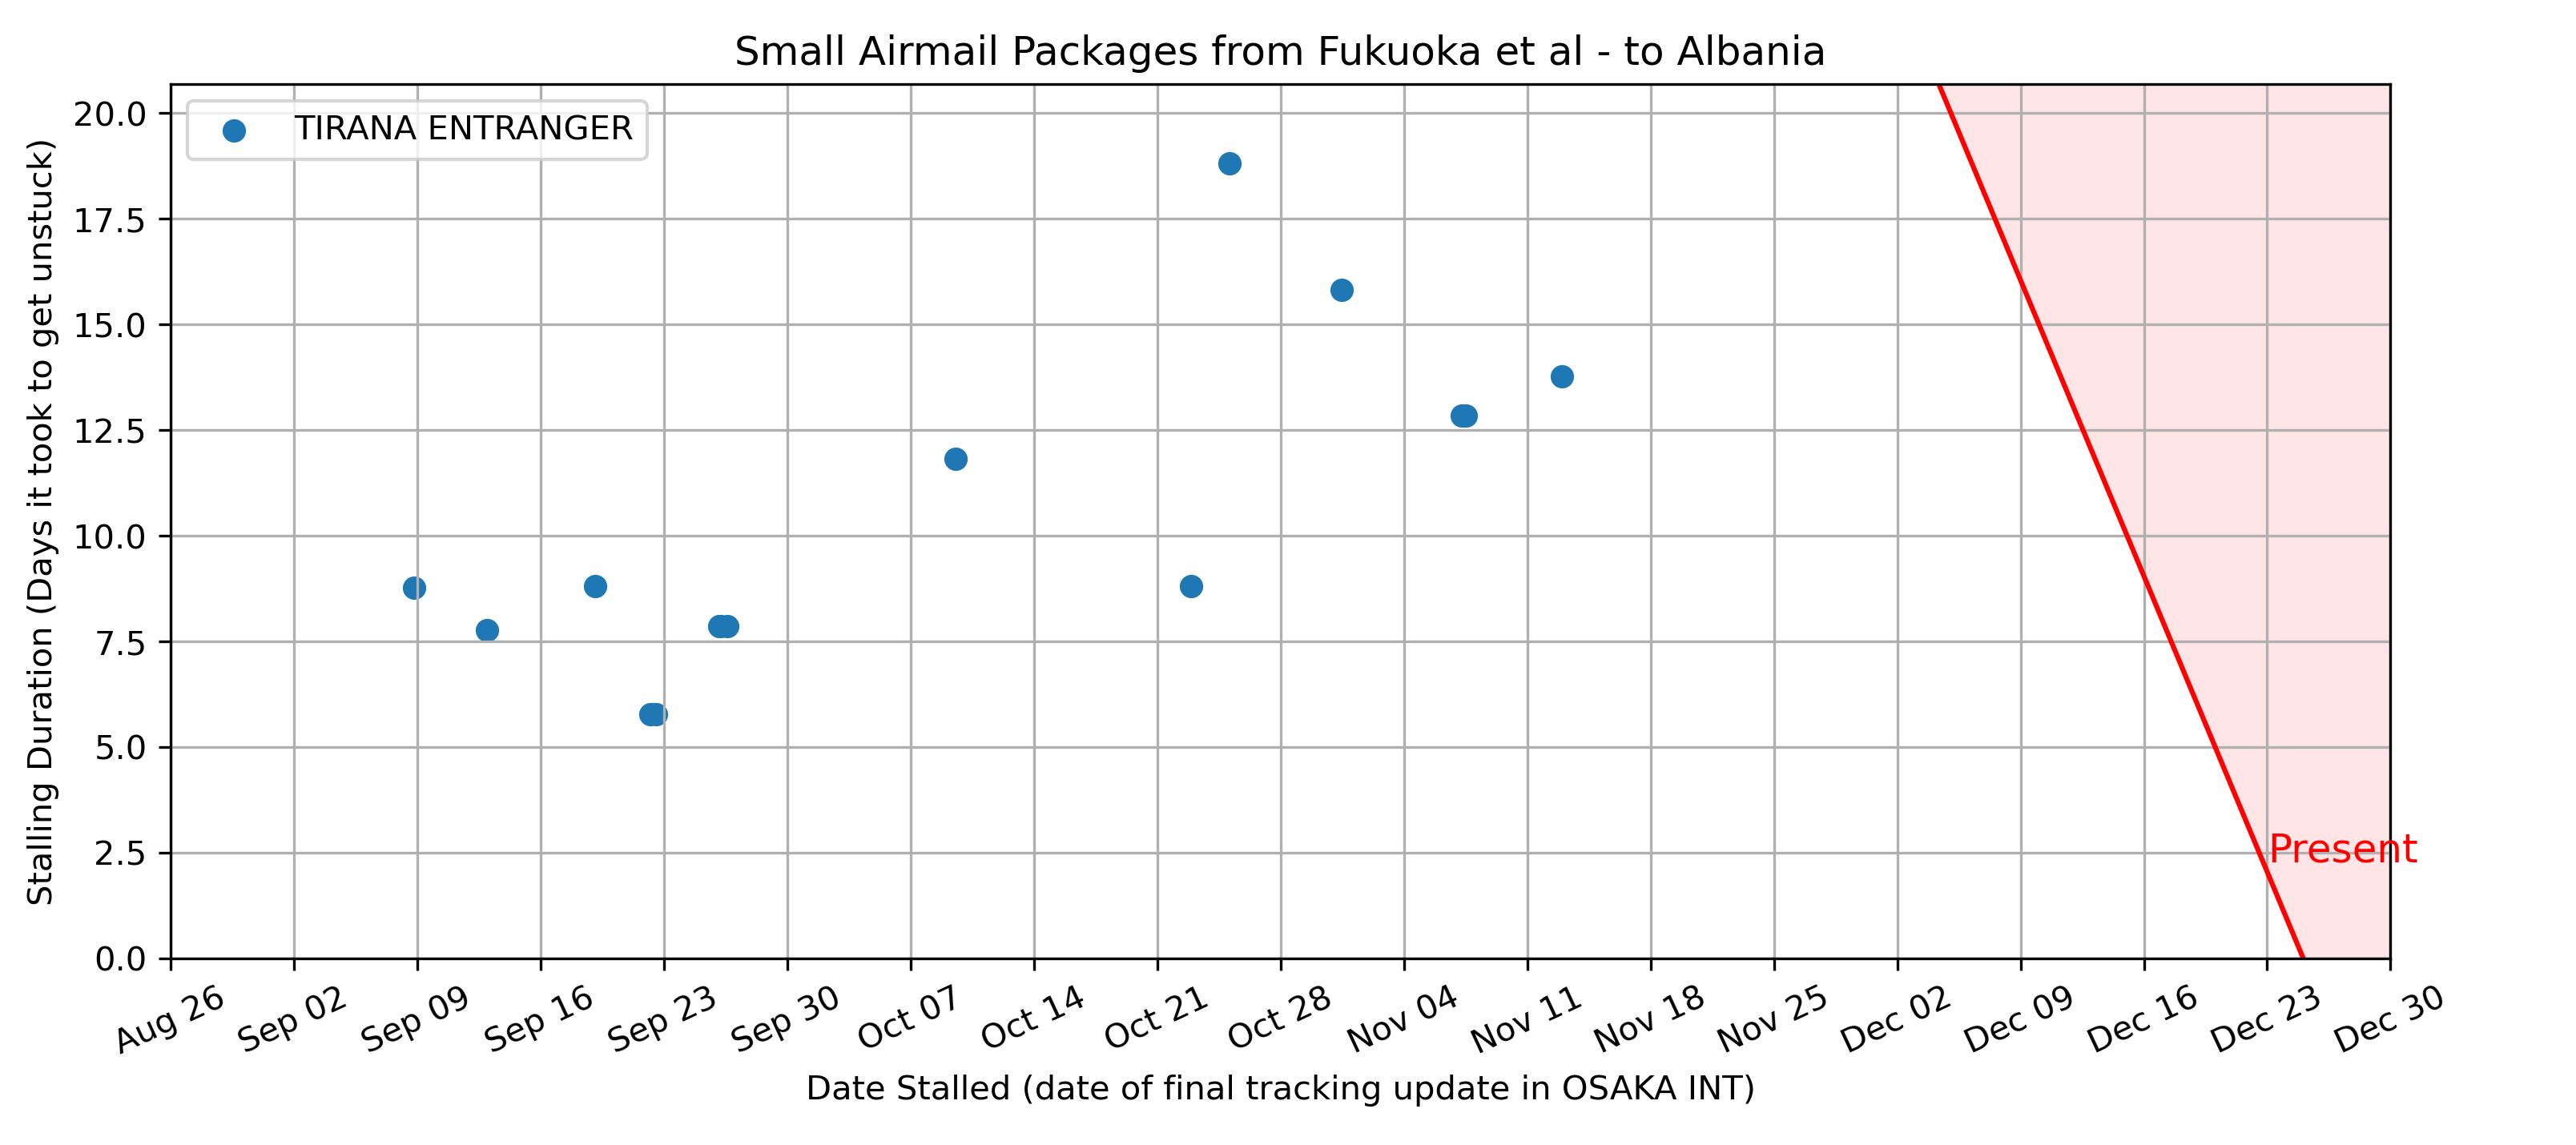 Small Airmail Packages from Fukuoka et al - to Albania
TIRANA ENTRANGER
Stalling Duration (Days it took to get unstuck)
20.0
17.5
15.0
12.5
10.0
7.5
5.0
2.5
0.0
Present
Aug 26
Sep 02
Sep 09
Sep 16
Sep 23
Sep 30
Oct 07
Oct 14
Oct 21
Oct 28
Nov 04
Nov 11
Nov 18
Nov 25
Dec 02
Dec 09
Dec 16
Dec 23
Dec 30
Date Stalled (date of final tracking update in OSAKA INT)